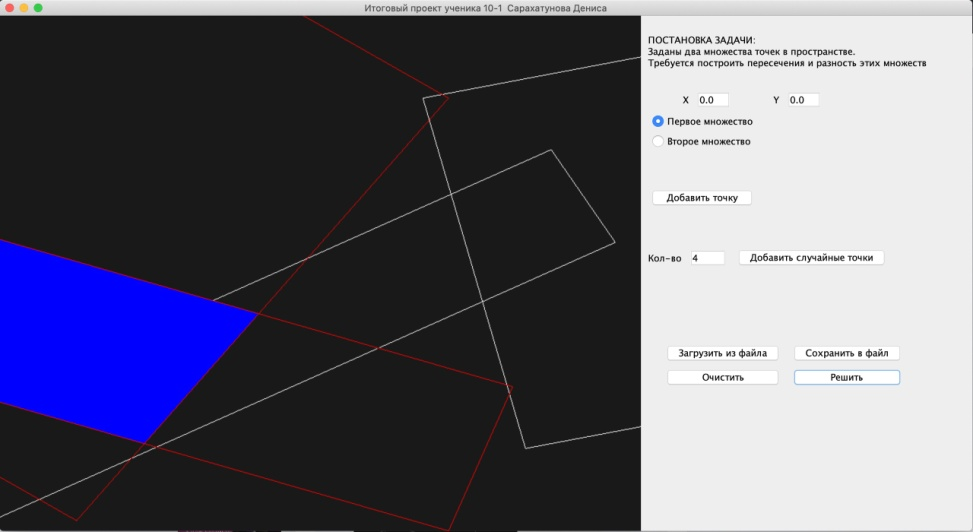 Итоговый проект ученика 10-1 Сарахатунова Дениса
ПОСТАНОВКА ЗАДАЧИ:
Заданы два множества точек в пространстве.
Требуется построить пересечения и разность этих множеств
X 0.0 Y 0.0
Первое множество
Второе множество
Добавить точку
Кол-во 4 Добавить случайные точки
Загрузить из файла Сохранить в файл
Очистить Решить